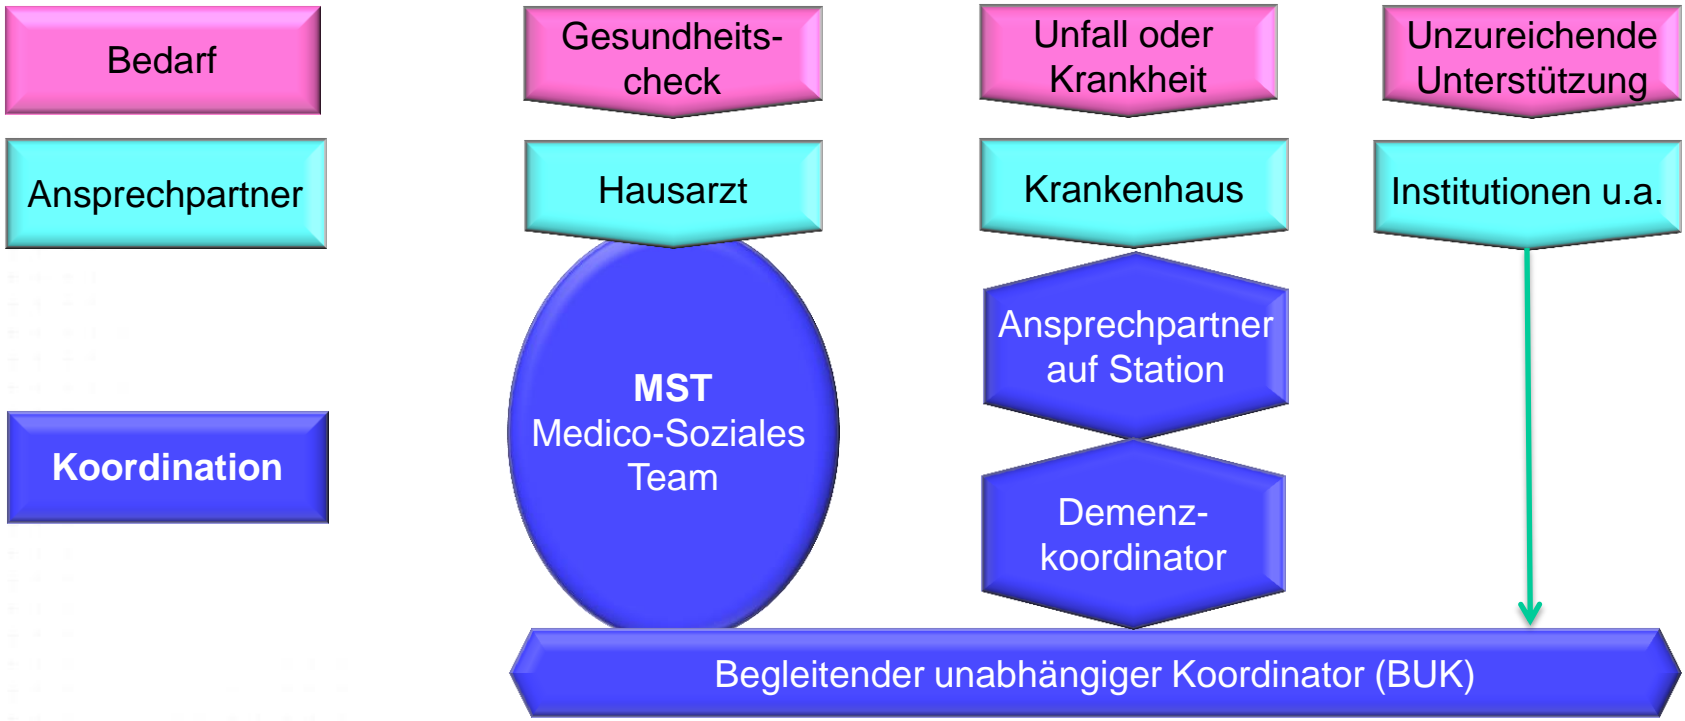 Bedarf
Gesundheits-
check
Unfall oder
Krankheit
Unzureichende
Unterstützung
Ansprechpartner
Hausarzt
Krankenhaus
Institutionen u.a.
Koordination
MST
Medico-Soziales
Team
Ansprechpartner
auf Station
Demenz-
koordinator
Begleitender unabhängiger Koordinator (BUK)